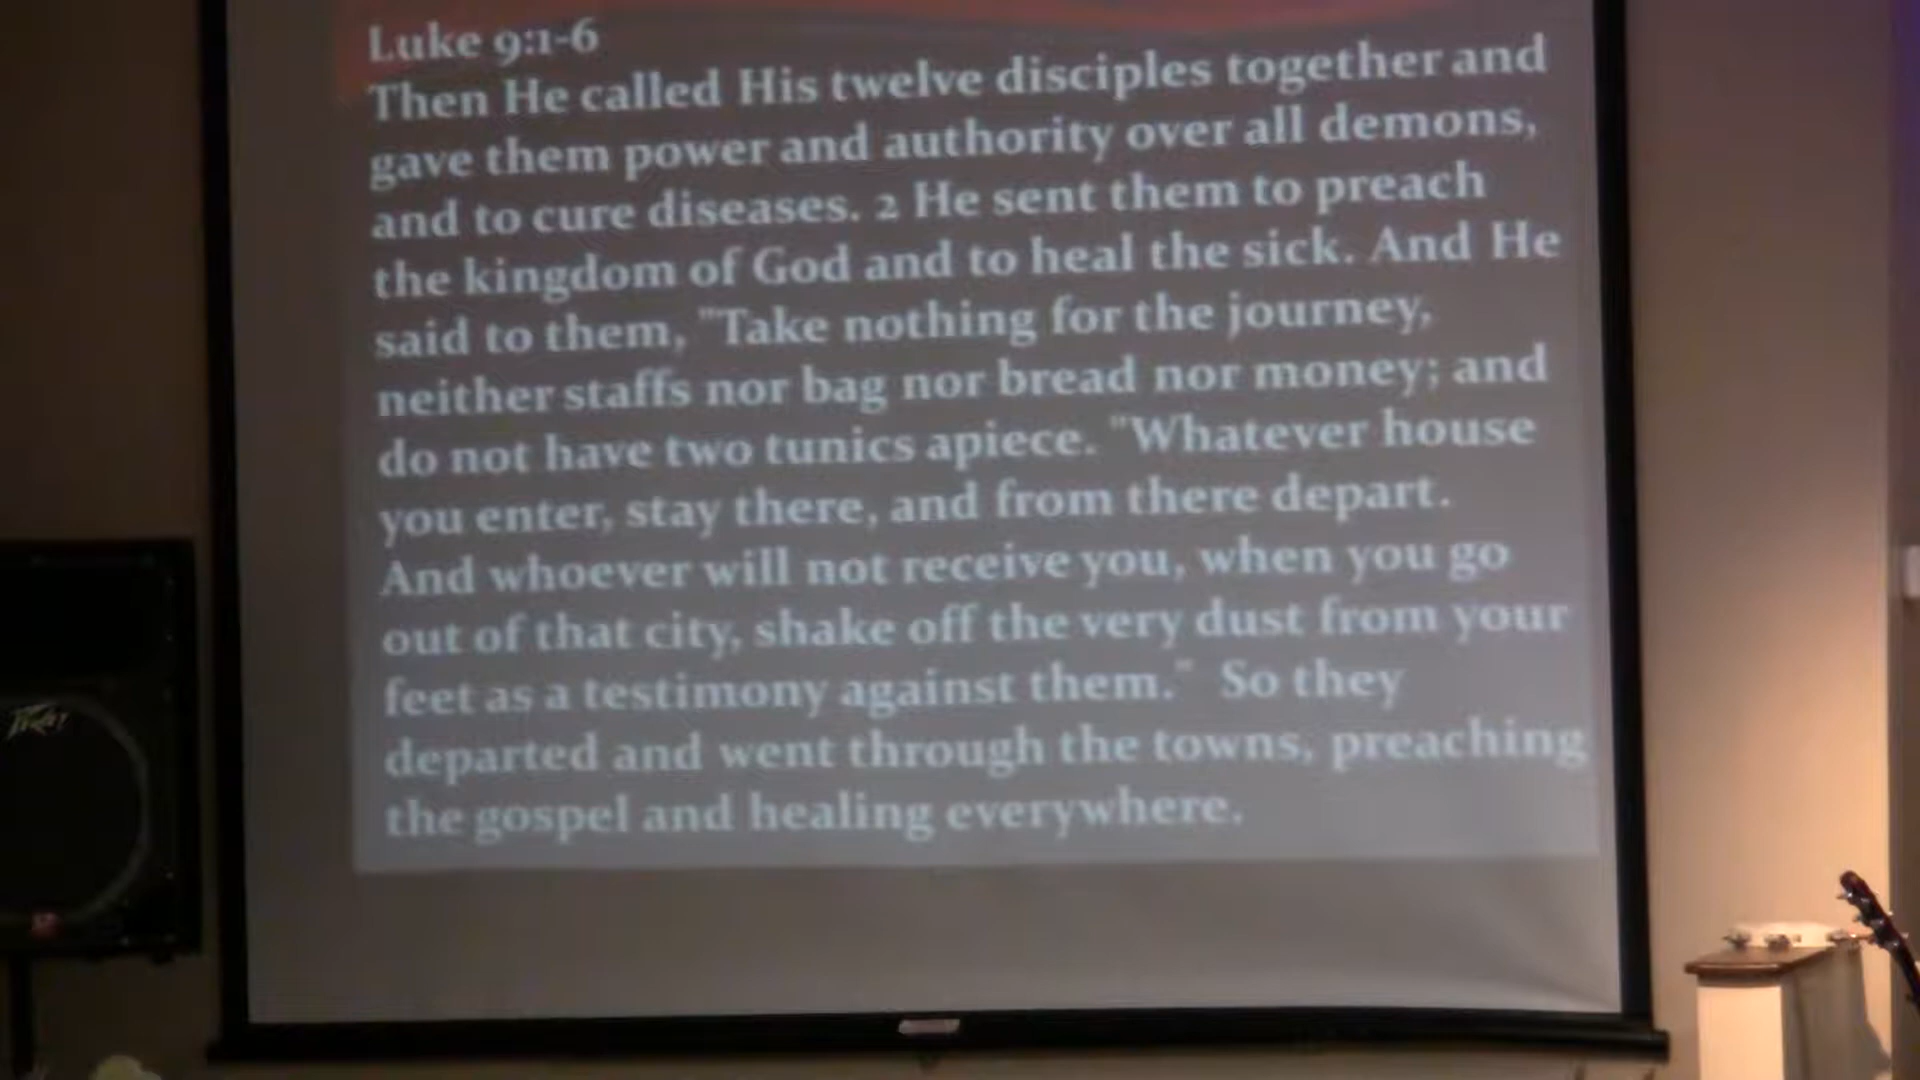 Luke 9:1-6
Then He called His twelve disciples together and
gave them power and authority over all demons,
and to cure diseases. 2 He sent them to preach
the kingdom of God and to heal the sick. And He
said to them, "Take nothing for the journey,
neither staffs nor bag nor bread nor money; and
do not have two tunics apiece. "Whatever house
you enter, stay there, and from there depart.
And whoever will not receive you, when you go
out of that city, shake off the very dust from your
feet as a testimony against them." So they
departed and went through the towns, preaching
the gospel and healing everywhere.
PEAVEY